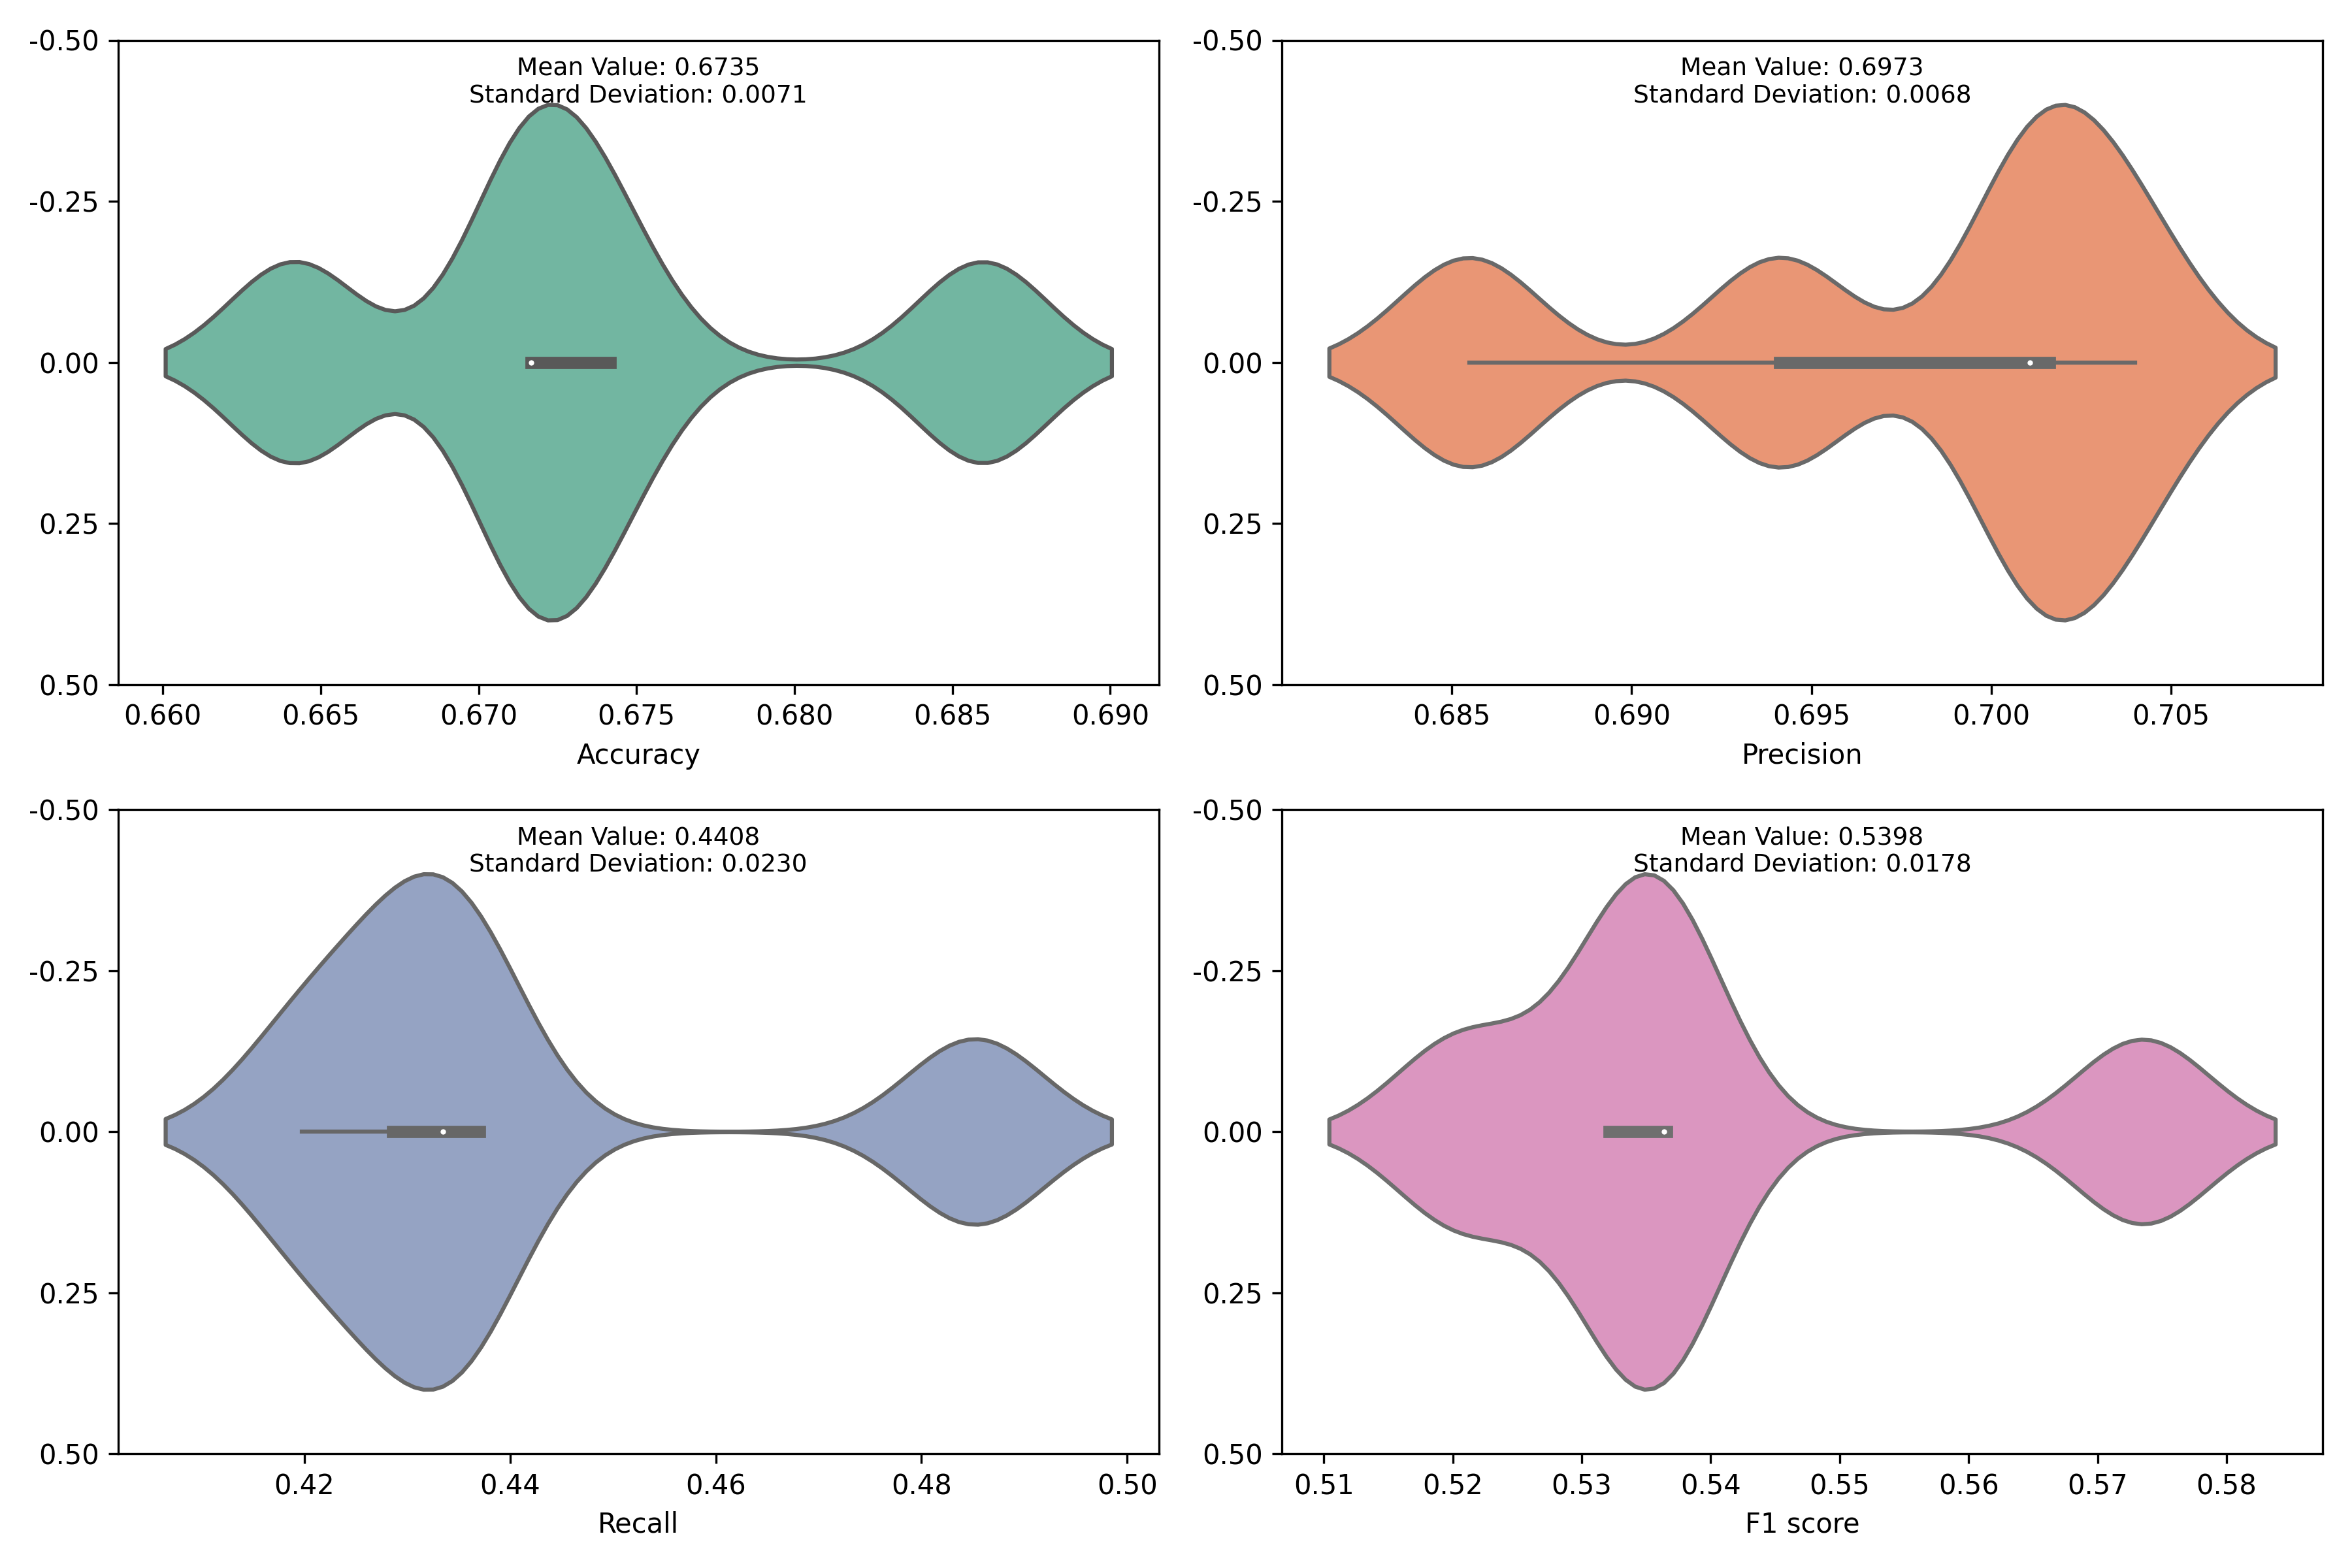 Mean Value: 0.6735
Standard Deviation: 0.0071
-0.50
-0.25
0.00
0.25
0.50
0.660 0.665 0.670 0.675 0.680 0.685 0.690
Accuracy
Mean Value: 0.6973
Standard Deviation: 0.0068
-0.50
-0.25
0.00
0.25
0.50
0.685 0.690 0.695 0.700 0.705
Precision
Mean Value: 0.4408
Standard Deviation: 0.0230
-0.50
-0.25
0.00
0.25
0.50
0.42 0.44 0.46 0.48 0.50
Recall
Mean Value: 0.5398
Standard Deviation: 0.0178
-0.50
-0.25
0.00
0.25
0.50
0.51 0.52 0.53 0.54 0.55 0.56 0.57 0.58
F1 score